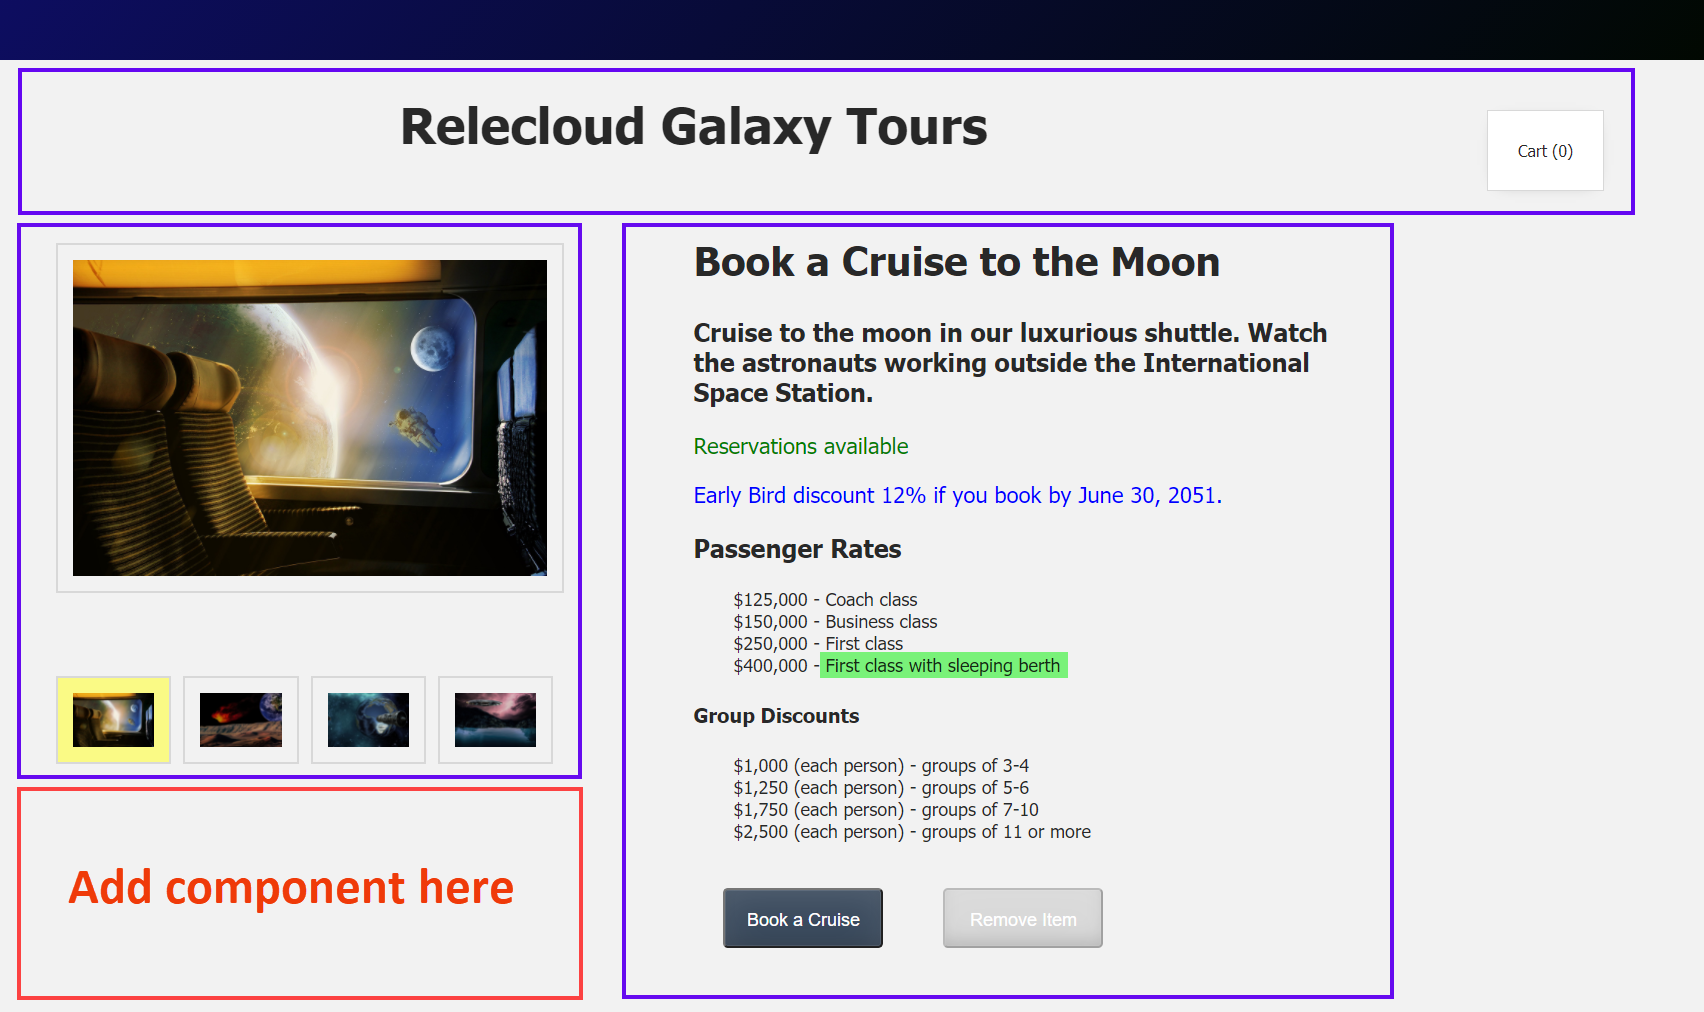 Relecloud Galaxy Tours
Cart (0)
Book a Cruise to the Moon
Cruise to the moon in our luxurious shuttle. Watch
the astronauts working outside the International
Space Station.
Reservations available
Early Bird discount 12% if you book by June 30, 2051.
Passenger Rates
$125,000 - Coach class
$150,000 - Business class
$250,000 - First class
$400,000 - First class with sleeping berth
Group Discounts
$1,000 (each person) - groups of 3-4
$1,250 (each person) - groups of 5-6
$1,750 (each person) - groups of 7-10
$2,500 (each person) - groups of 11 or more
Book a Cruise
Remove Item
Add component here